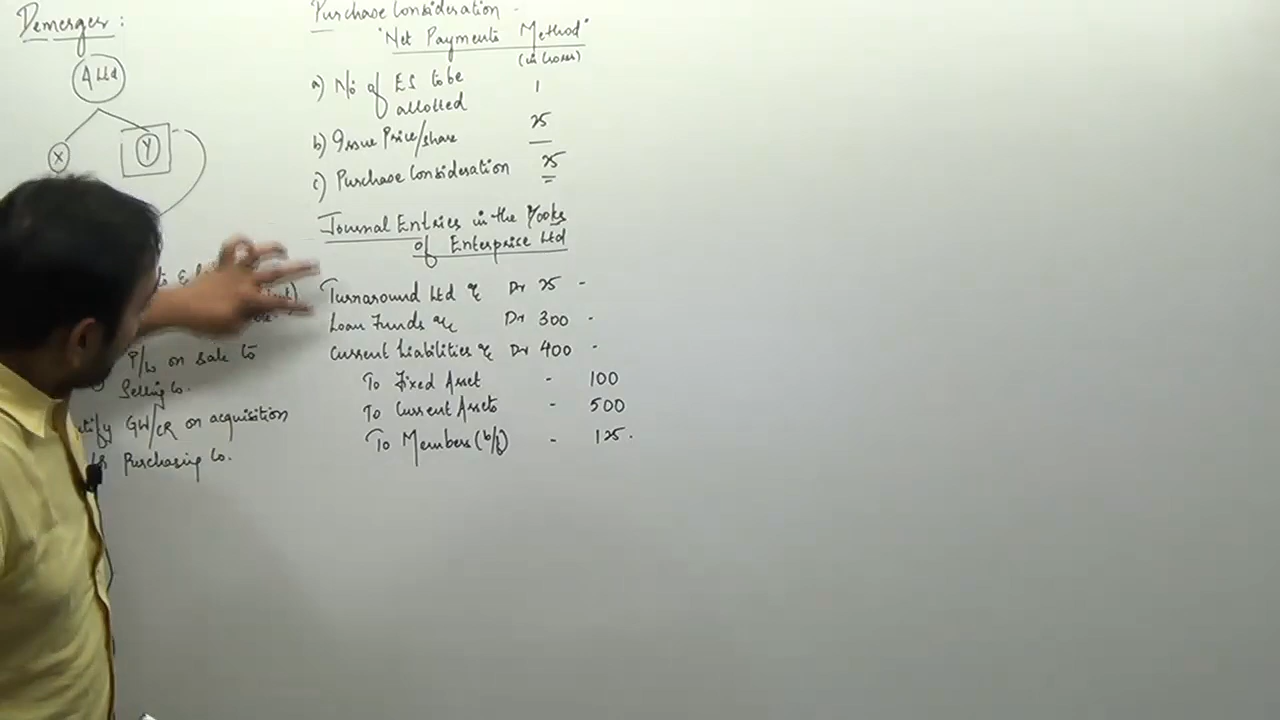 Demerger:
A Ltd
X
Y
P/L on sale to
Selling Co.
GW/CR on acquisition
Purchasing Co.
Purchase Consideration -
"Net Payments Method"
(in Crores)
a) No of ES to be
allotted 1
b) Issue Price/share 25
c) Purchase Consideration 25
Journal Entries in the Books
of Enterprise Ltd
Turnaround Ltd a/c Dr 25 -
Loan Funds a/c Dr 300 -
Current Liabilities a/c Dr 400 -
To Fixed Asset - 100
To Current Assets - 500
To Members (b/f) - 125.